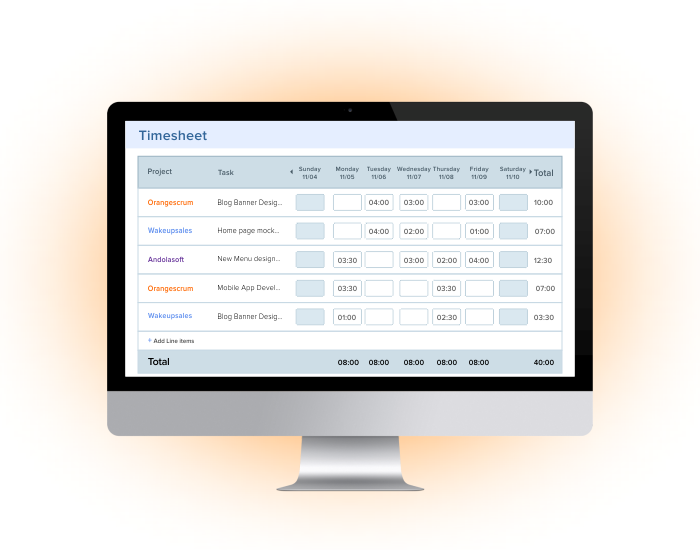 Timesheet
Project Task Sunday 11/04 Monday 11/05 Tuesday 11/06 Wednesday 11/07 Thursday 11/08 Friday 11/09 Saturday 11/10 Total
Orangescrum Blog Banner Desig... 04:00 03:00 03:00 10:00
Wakeupsales Home page mock... 04:00 02:00 01:00 07:00
Andolasoft New Menu design... 03:30 03:00 02:00 04:00 12:30
Orangescrum Mobile App Devel... 03:30 03:30 07:00
Wakeupsales Blog Banner Desig... 01:00 02:30 03:30
+ Add Line items
Total 08:00 08:00 08:00 08:00 08:00 40:00